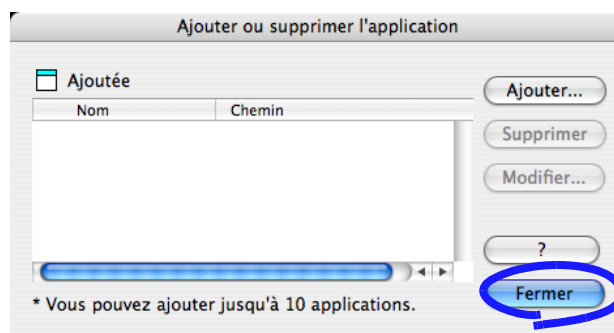 Ajouter ou supprimer l'application
Ajoutée
Nom Chemin
Ajouter...
Supprimer
Modifier...
?
Fermer
* Vous pouvez ajouter jusqu'à 10 applications.